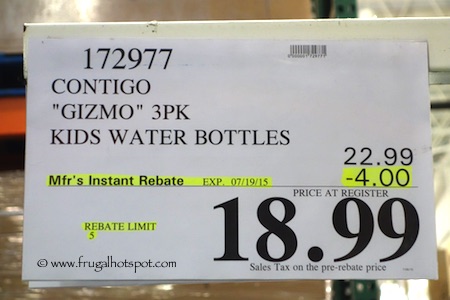 172977
CONTIGO
"GIZMO" 3PK
KIDS WATER BOTTLES
22.99
Mfr's Instant Rebate EXP. 07/19/15 -4.00
PRICE AT REGISTER
REBATE LIMIT
5
18.99
© www.frugalhotspot.com
Sales Tax on the pre-rebate price